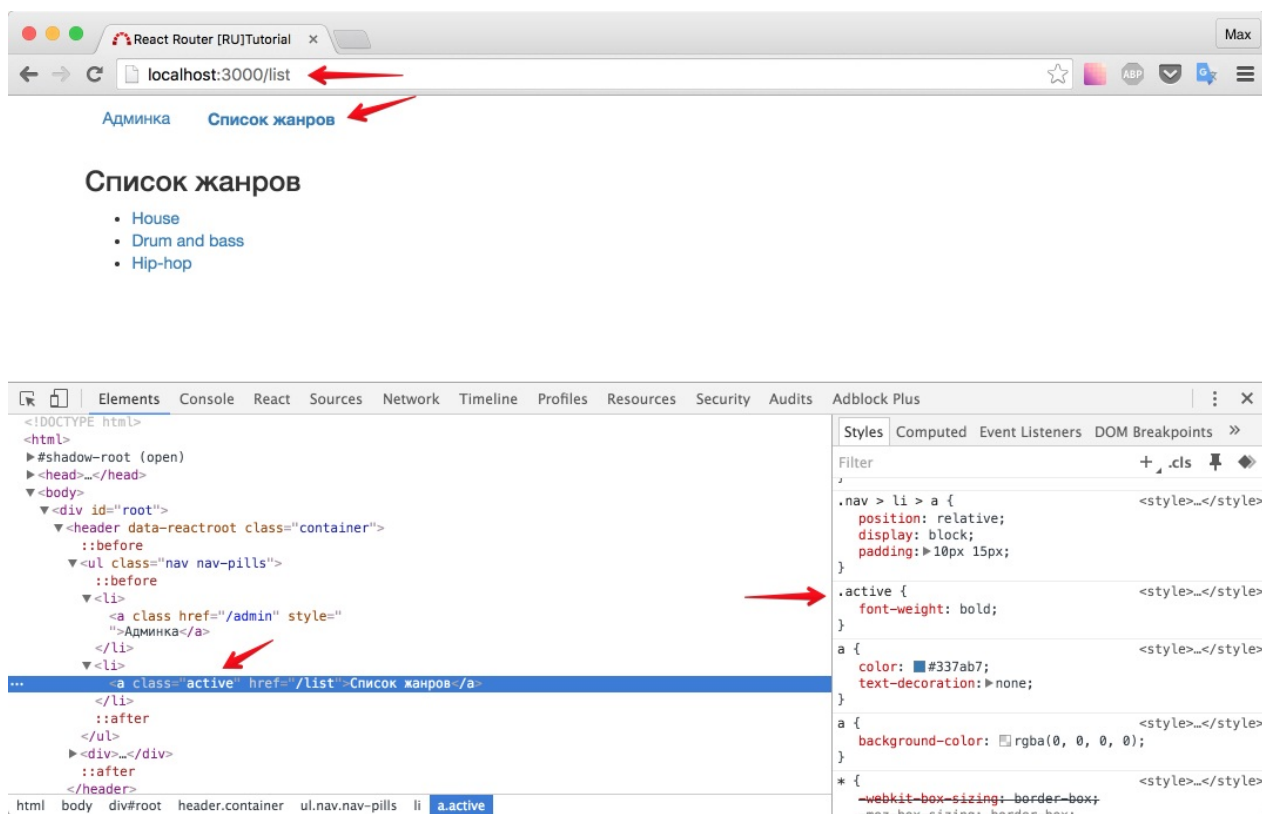 React Router [RU]Tutorial ×
Max
localhost:3000/list
ABP
Админка Список жанров
Список жанров
• House
• Drum and bass
• Hip-hop
Elements Console React Sources Network Timeline Profiles Resources Security Audits Adblock Plus
<!DOCTYPE html>
<html>
▶#shadow-root (open)
▶<head>…</head>
▼<body>
▼<div id="root">
▼<header data-reactroot class="container">
::before
▼<ul class="nav nav-pills">
::before
▼<li>
<a class href="/admin" style="
">Админка</a>
</li>
▼<li>
<a class="active" href="/list">Список жанров</a>
</li>
::after
</ul>
▶<div>…</div>
::after
</header>
html body div#root header.container ul.nav.nav-pills li a.active
Styles Computed Event Listeners DOM Breakpoints »
Filter
+ .cls
}
.nav > li > a { <style>…</style>
position: relative;
display: block;
padding:▶10px 15px;
}
.active { <style>…</style>
font-weight: bold;
}
a { <style>…</style>
color: #337ab7;
text-decoration:▶none;
}
a { <style>…</style>
background-color: rgba(0, 0, 0, 0);
}
* { <style>…</style>
-webkit-box-sizing: border-box;
-moz-box-sizing: border-box;